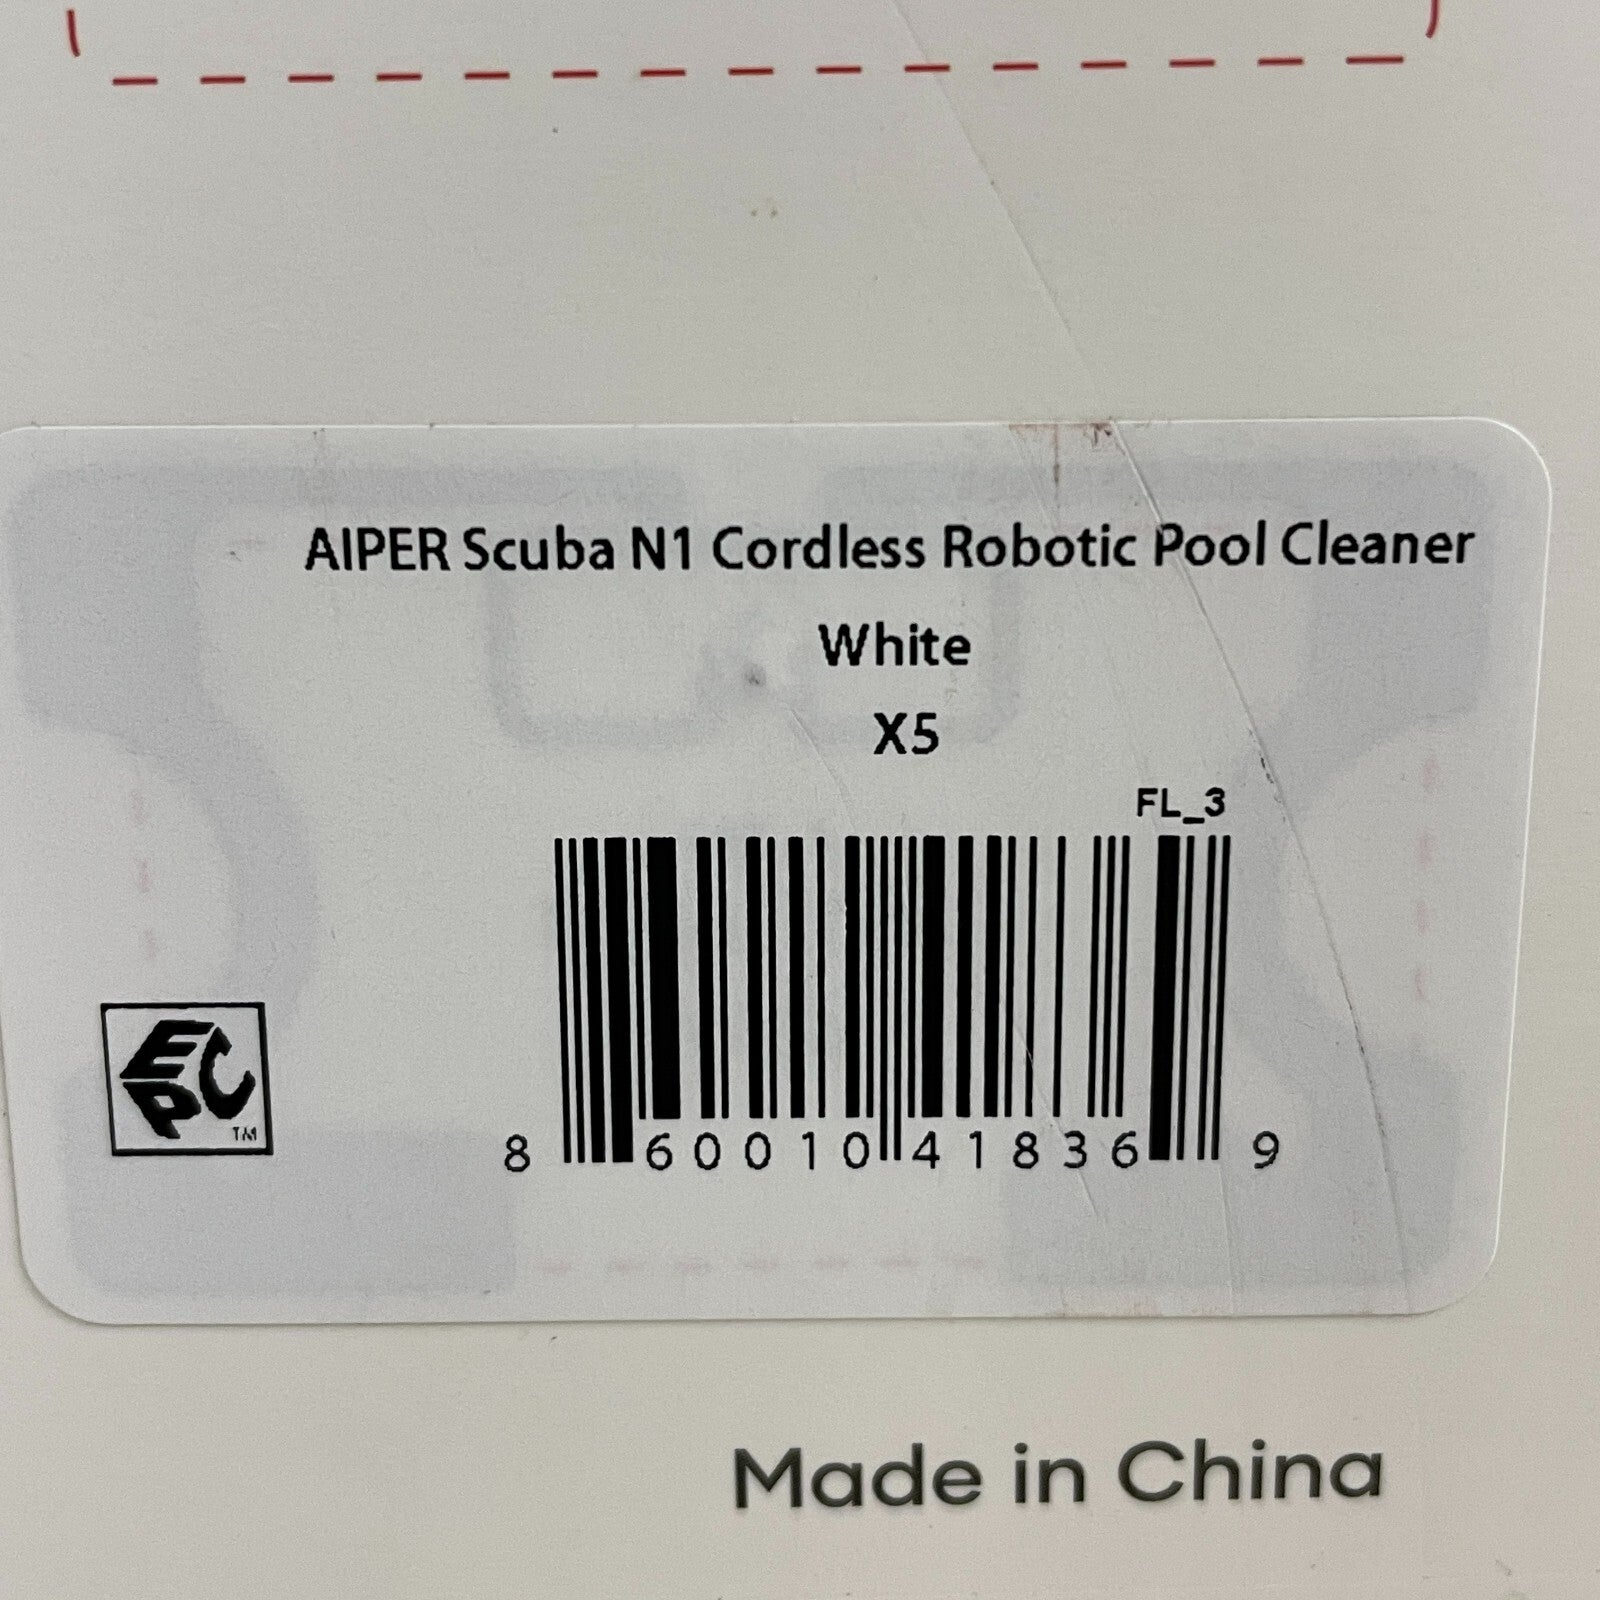 AIPER Scuba N1 Cordless Robotic Pool Cleaner
White
X5
FL_3
8 60010 41836 9
EPC
TM
Made in China